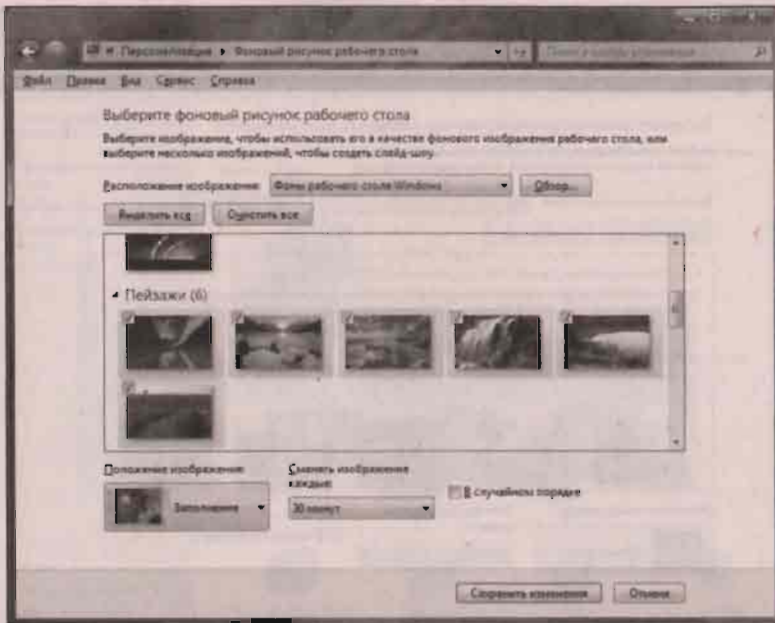 « Персонализация ▸ Фоновый рисунок рабочего стола
Файл Правка Вид Сервис Справка
Выберите фоновый рисунок рабочего стола
Выберите изображение, чтобы использовать его в качестве фонового изображения рабочего стола, или
выберите несколько изображений, чтобы создать слайд-шоу.
Расположение изображения: Фоны рабочего стола Windows Обзор...
Выделить все Очистить все
Пейзажи (6)
Положение изображения: Сменять изображение
каждые:
Заполнение 30 минут В случайном порядке
Сохранить изменения Отмена